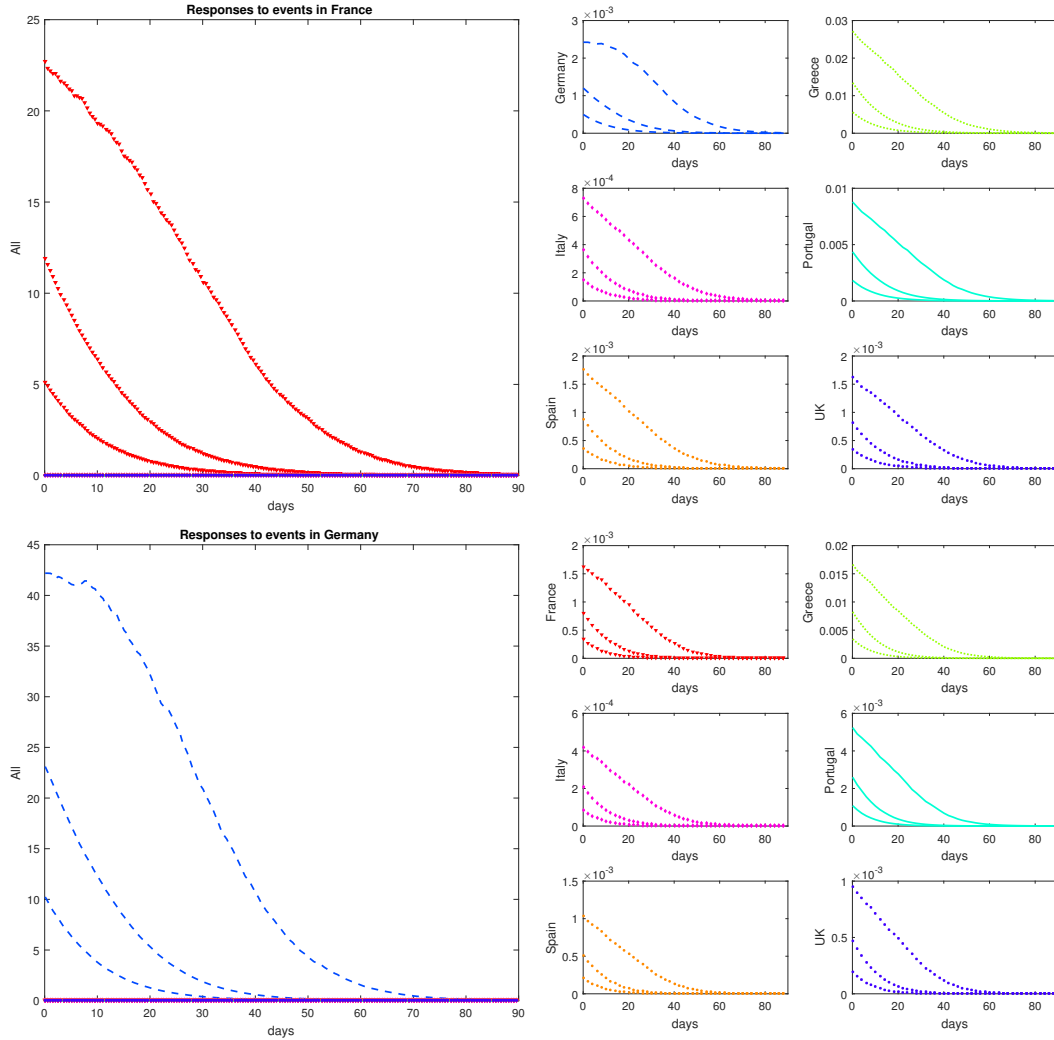 Responses to events in France
25
20
15
10
5
0
All
0 10 20 30 40 50 60 70 80 90
days
×10⁻³
3
2
1
0
Germany
0 20 40 60 80
days
0.03
0.02
0.01
0
Greece
0 20 40 60 80
days
×10⁻⁴
8
6
4
2
0
Italy
0 20 40 60 80
days
0.01
0.005
0
Portugal
0 20 40 60 80
days
×10⁻³
2
1.5
1
0.5
0
Spain
0 20 40 60 80
days
×10⁻³
2
1.5
1
0.5
0
UK
0 20 40 60 80
days
Responses to events in Germany
45
40
35
30
25
20
15
10
5
0
All
0 10 20 30 40 50 60 70 80 90
days
×10⁻³
2
1.5
1
0.5
0
France
0 20 40 60 80
days
0.02
0.015
0.01
0.005
0
Greece
0 20 40 60 80
days
×10⁻⁴
6
4
2
0
Italy
0 20 40 60 80
days
×10⁻³
6
4
2
0
Portugal
0 20 40 60 80
days
×10⁻³
1.5
1
0.5
0
Spain
0 20 40 60 80
days
×10⁻³
1
0.5
0
UK
0 20 40 60 80
days